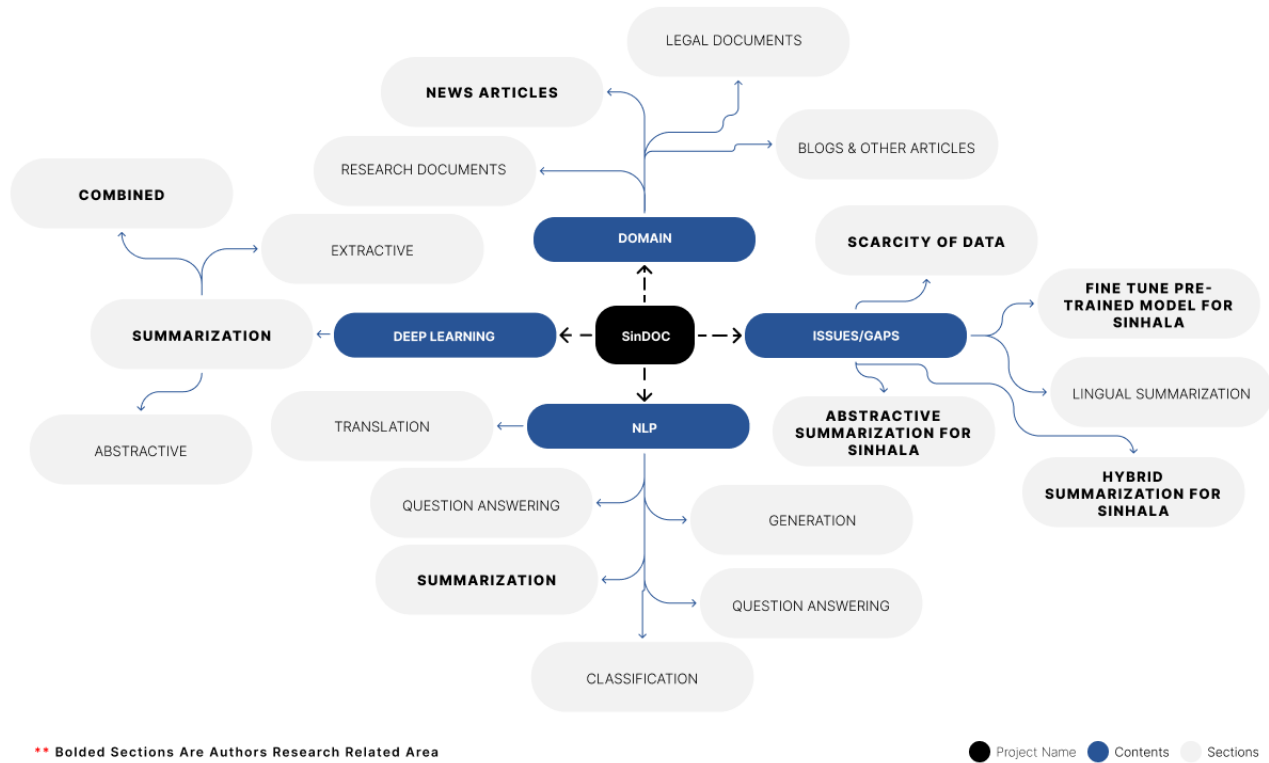 LEGAL DOCUMENTS
NEWS ARTICLES
BLOGS & OTHER ARTICLES
RESEARCH DOCUMENTS
COMBINED
EXTRACTIVE
DOMAIN
SCARCITY OF DATA
FINE TUNE PRE-
TRAINED MODEL FOR
SINHALA
SUMMARIZATION
DEEP LEARNING
SinDOC
ISSUES/GAPS
LINGUAL SUMMARIZATION
ABSTRACTIVE
TRANSLATION
NLP
ABSTRACTIVE
SUMMARIZATION FOR
SINHALA
HYBRID
SUMMARIZATION FOR
SINHALA
QUESTION ANSWERING
GENERATION
SUMMARIZATION
QUESTION ANSWERING
CLASSIFICATION
** Bolded Sections Are Authors Research Related Area
Project Name
Contents
Sections